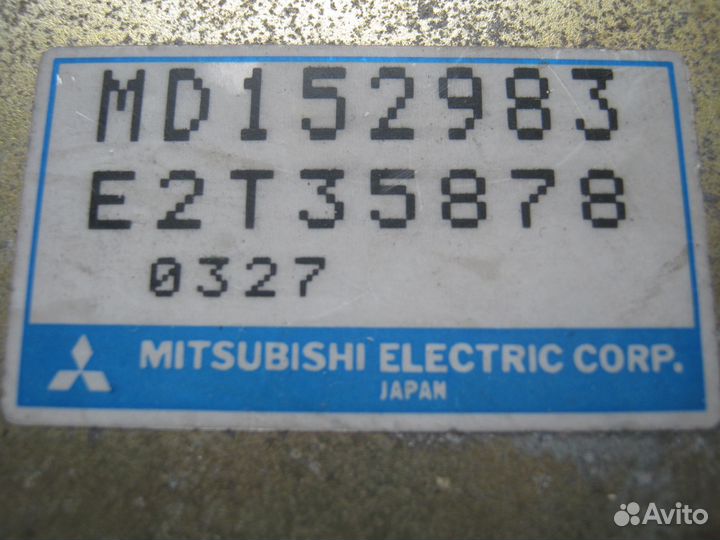 MD152983
E2T35878
0327
MITSUBISHI ELECTRIC CORP.
JAPAN
Avito